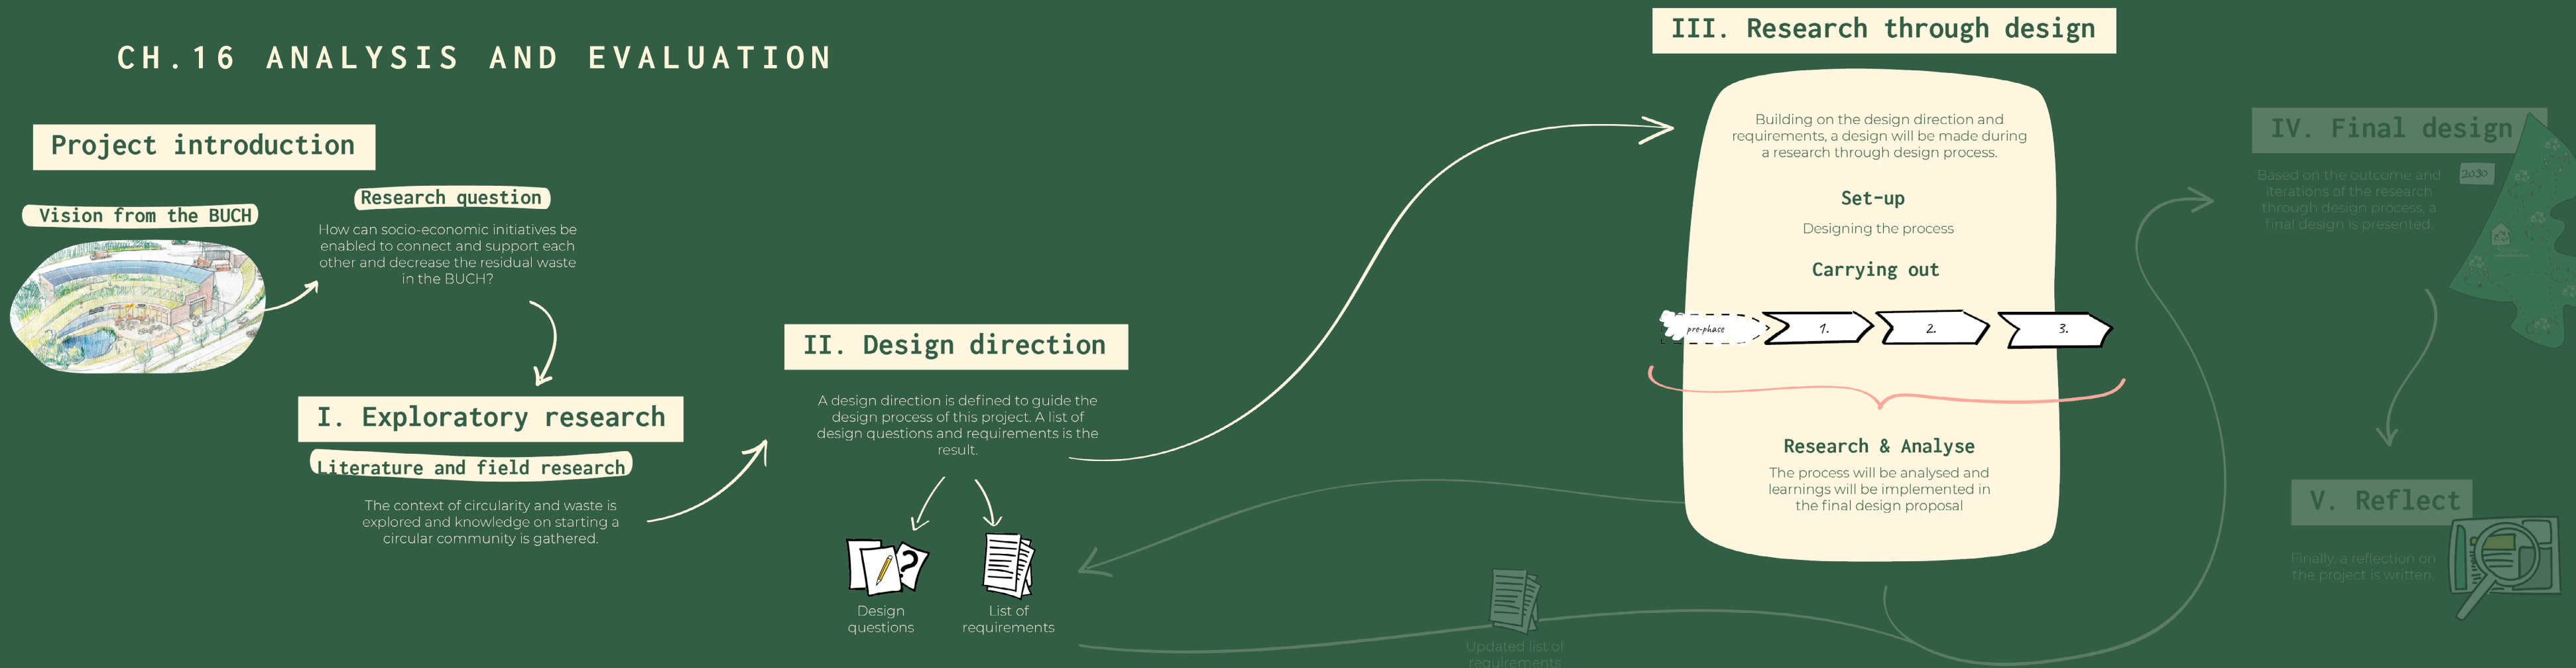 CH.16 ANALYSIS AND EVALUATION
Project introduction
Vision from the BUCH
Research question
How can socio-economic initiatives be
enabled to connect and support each
other and decrease the residual waste
in the BUCH?
I. Exploratory research
Literature and field research
The context of circularity and waste is
explored and knowledge on starting a
circular community is gathered.
II. Design direction
A design direction is defined to guide the
design process of this project. A list of
design questions and requirements is the
result.
?
Design
questions
List of
requirements
III. Research through design
Building on the design direction and
requirements, a design will be made during
a research through design process.
Set-up
Designing the process
Carrying out
pre-phase
1.
2.
3.
Research & Analyse
The process will be analysed and
learnings will be implemented in
the final design proposal
Updated list of
requirements
IV. Final design
2030
Based on the outcome and
iterations of the research
through design process, a
final design is presented.
V. Reflect
Finally, a reflection on
the project is written.